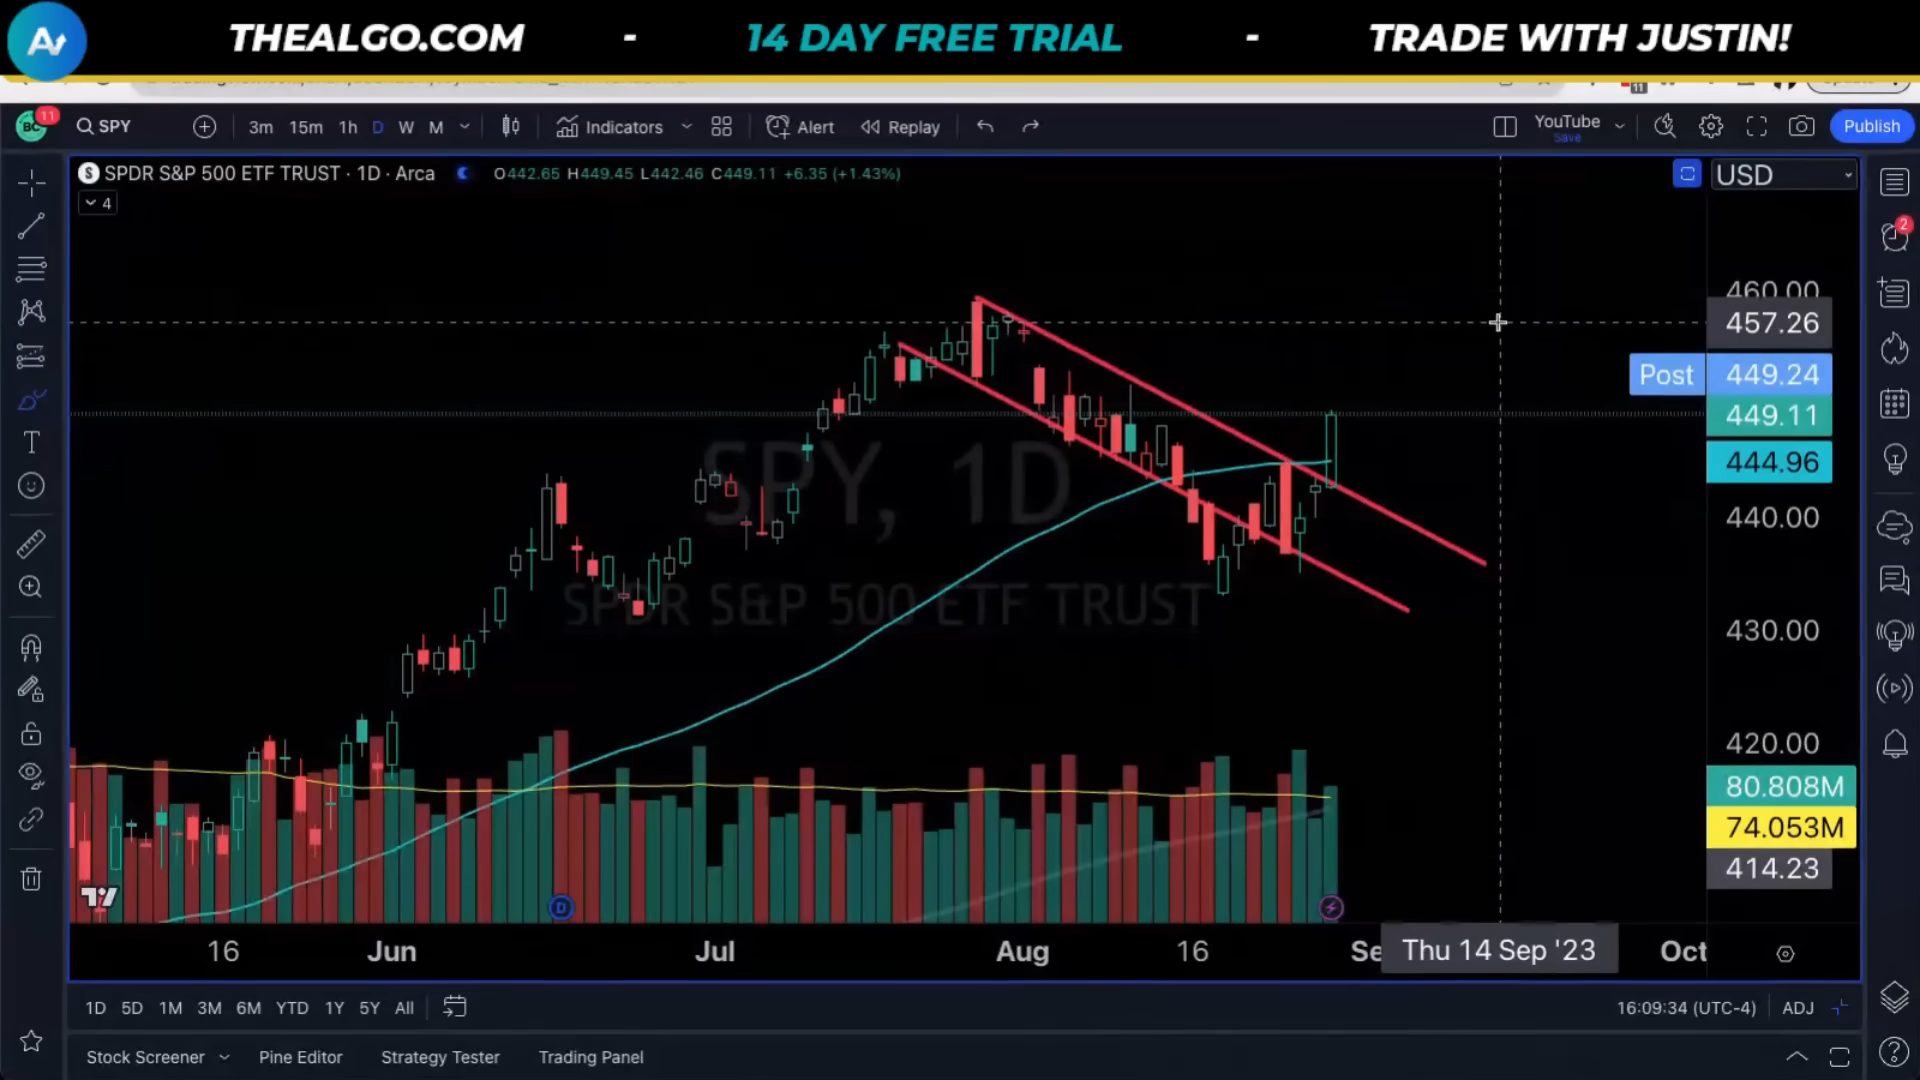 THEALGO.COM - 14 DAY FREE TRIAL - TRADE WITH JUSTIN!
11
BC 11 SPY 3m 15m 1h D W M Indicators Alert Replay YouTube Save Publish
S SPDR S&P 500 ETF TRUST · 1D · Arca O442.65 H449.45 L442.46 C449.11 +6.35 (+1.43%) USD
4
2
460.00
457.26
Post 449.24
449.11
444.96
SPY, 1D
440.00
SPDR S&P 500 ETF TRUST
430.00
420.00
80.808M
74.053M
414.23
D
16 Jun Jul Aug 16 Se Thu 14 Sep '23 Oct
1D 5D 1M 3M 6M YTD 1Y 5Y All 16:09:34 (UTC-4) ADJ
Stock Screener Pine Editor Strategy Tester Trading Panel